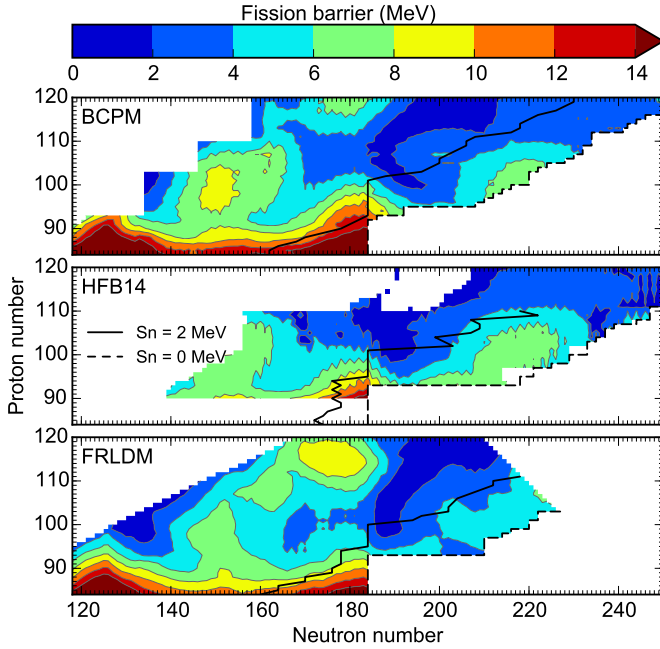 Fission barrier (MeV)
0 2 4 6 8 10 12 14
BCPM
120
110
100
90
HFB14
Sn = 2 MeV
Sn = 0 MeV
120
110
100
90
Proton number
FRLDM
120
110
100
90
120 140 160 180 200 220 240
Neutron number